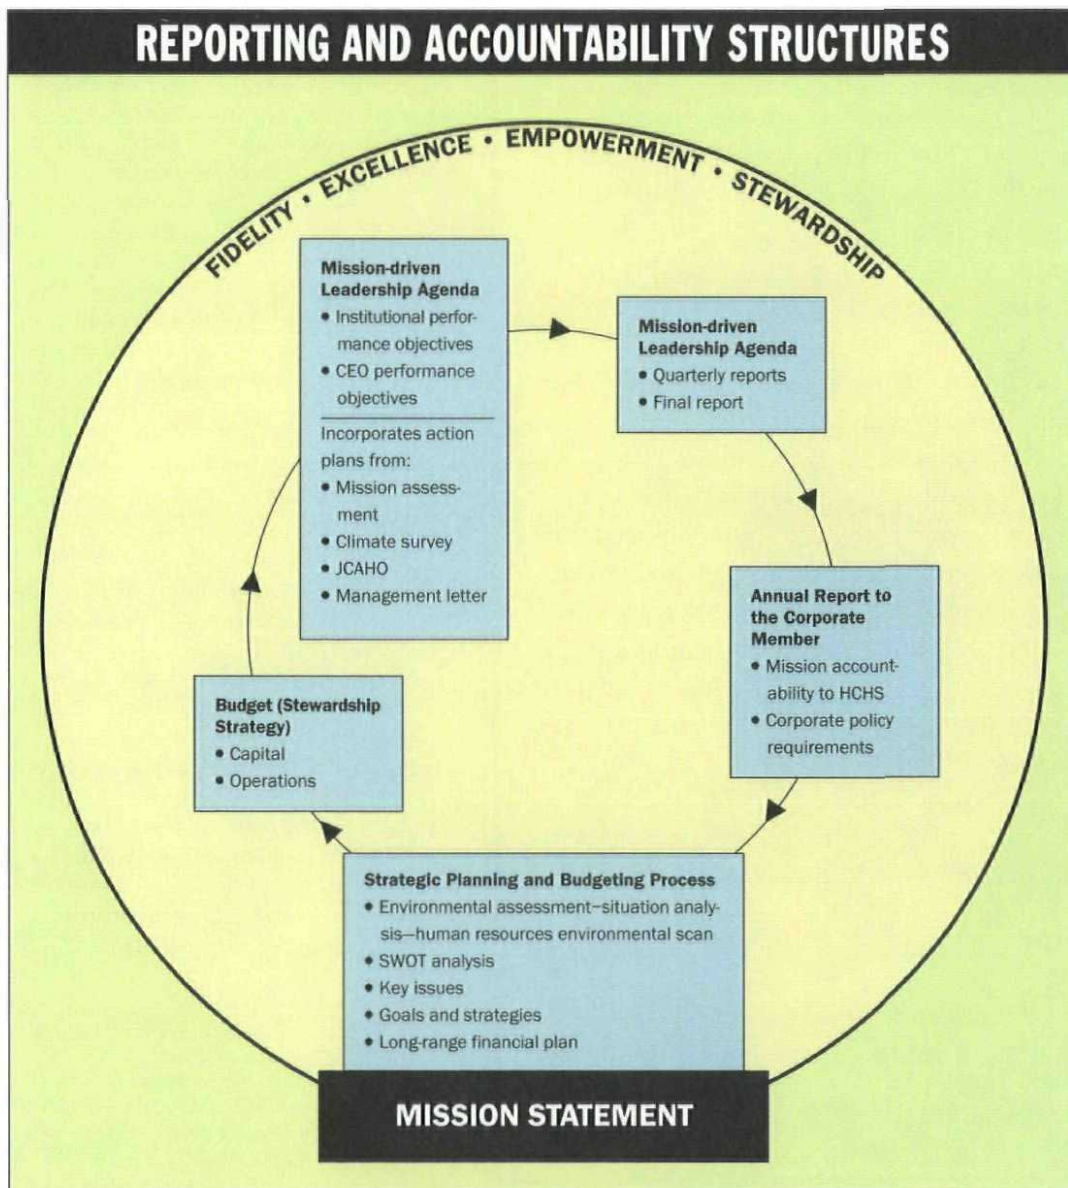 REPORTING AND ACCOUNTABILITY STRUCTURES
FIDELITY • EXCELLENCE • EMPOWERMENT • STEWARDSHIP
Mission-driven
Leadership Agenda
• Institutional perfor-
mance objectives
• CEO performance
objectives
Incorporates action
plans from:
• Mission assess-
ment
• Climate survey
• JCAHO
• Management letter
Mission-driven
Leadership Agenda
• Quarterly reports
• Final report
Annual Report to
the Corporate
Member
• Mission account-
ability to HCHS
• Corporate policy
requirements
Strategic Planning and Budgeting Process
• Environmental assessment–situation analy-
sis—human resources environmental scan
• SWOT analysis
• Key issues
• Goals and strategies
• Long-range financial plan
Budget (Stewardship
Strategy)
• Capital
• Operations
MISSION STATEMENT